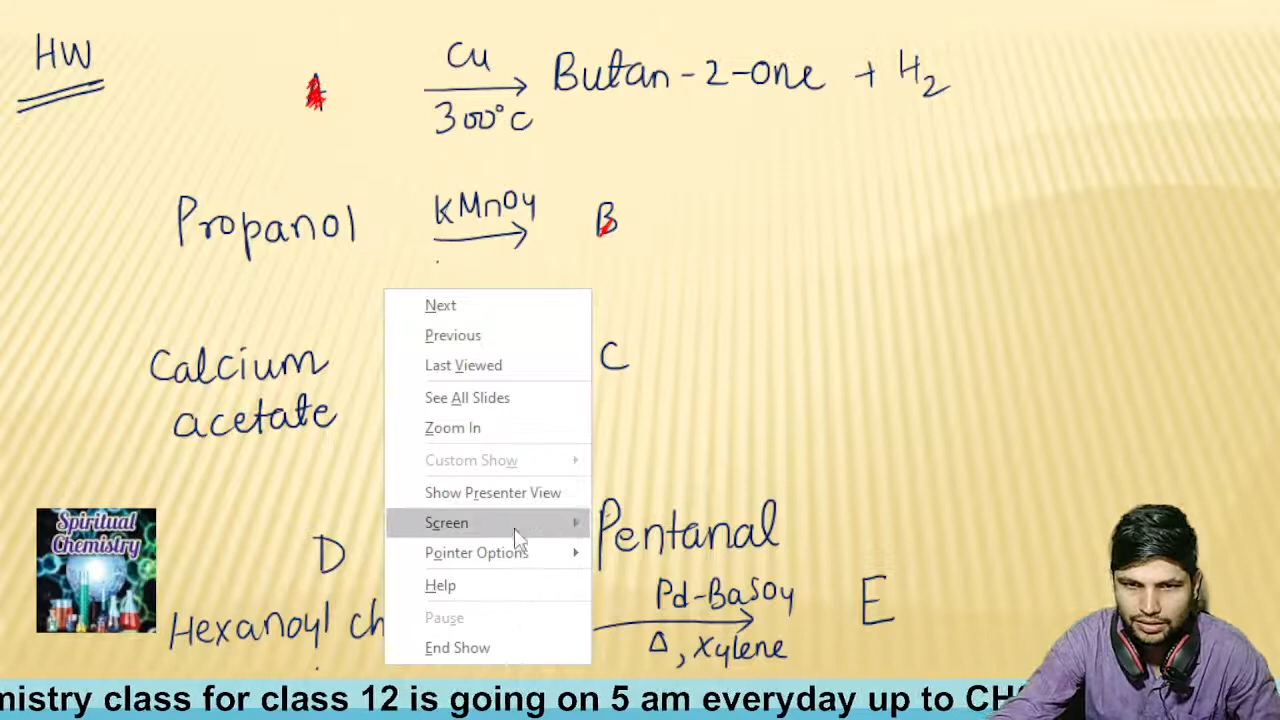 HW
A Cu Butan-2-one + H2
300°C
Propanol KMnO4 B
Calcium C
acetate
Next
Previous
Last Viewed
See All Slides
Zoom In
Custom Show
Show Presenter View
Screen
Pointer Options
Help
Pause
End Show
Spiritual
Chemistry
D Pentanal
Hexanoyl ch Pd-BaSO4 E
Δ, Xylene
mistry class for class 12 is going on 5 am everyday up to CH